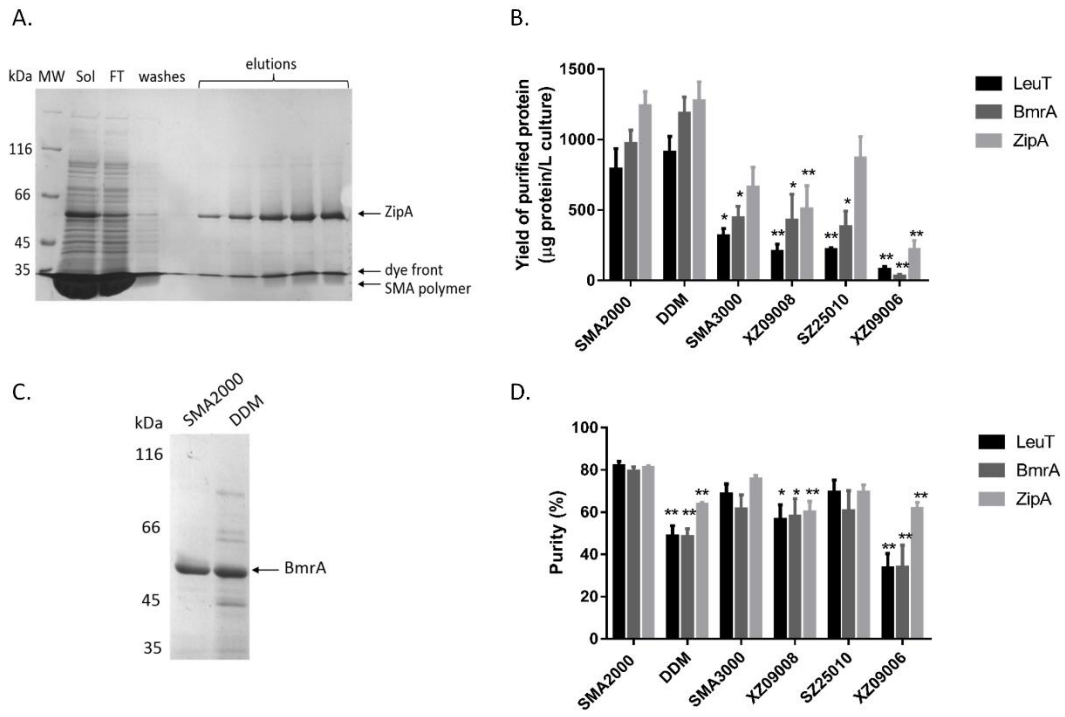 A.
elutions
kDa MW Sol FT washes
116
66
45
35
ZipA
dye front
SMA polymer
B.
Yield of purified protein
(µg protein/L culture)
1500
1000
500
0
* * ** * ** ** * ** ** **
SMA2000 DDM SMA3000 XZ09008 SZ25010 XZ09006
LeuT
BmrA
ZipA
C.
SMA2000 DDM
kDa
116
66
45
35
BmrA
D.
Purity (%)
100
80
60
40
20
0
** ** ** * * ** ** ** **
SMA2000 DDM SMA3000 XZ09008 SZ25010 XZ09006
LeuT
BmrA
ZipA